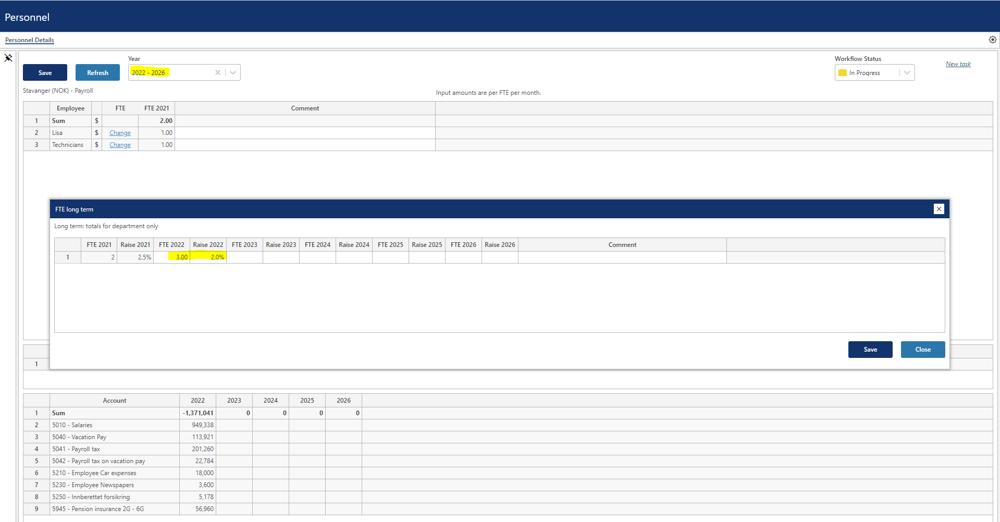 Personnel
Personnel Details
Year
Workflow Status
New task
Save Refresh 2022 - 2026 In Progress
Stavanger (NOK) - Payroll
Input amounts are per FTE per month.
Employee FTE FTE 2021 Comment
1 Sum $ 2.00
2 Lisa $ Change 1.00
3 Technicians $ Change 1.00
FTE long term
Long term: totals for department only
FTE 2021 Raise 2021 FTE 2022 Raise 2022 FTE 2023 Raise 2023 FTE 2024 Raise 2024 FTE 2025 Raise 2025 FTE 2026 Raise 2026 Comment
1 2 2.5% 3.00 2.0%
Save Close
1
Account 2022 2023 2024 2025 2026
1 Sum -1,371,041 0 0 0 0
2 5010 - Salaries 949,338
3 5040 - Vacation Pay 113,921
4 5041 - Payroll tax 201,260
5 5042 - Payroll tax on vacation pay 22,784
6 5210 - Employee Car expenses 18,000
7 5230 - Employee Newspapers 3,600
8 5250 - Innberettet forsikring 5,178
9 5945 - Pension insurance 2G - 6G 56,960